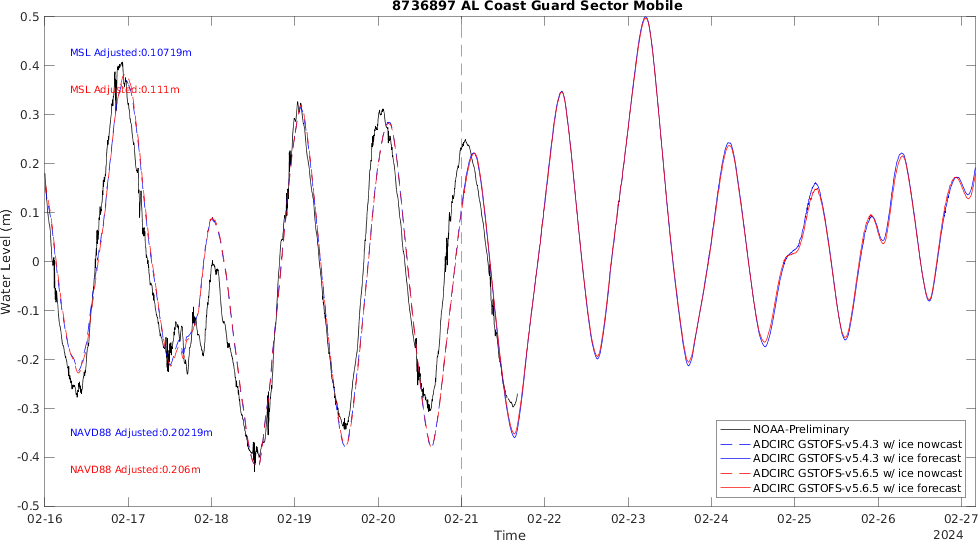 8736897 AL Coast Guard Sector Mobile
0.5
0.4
0.3
0.2
0.1
0
-0.1
-0.2
-0.3
-0.4
-0.5
Water Level (m)
MSL Adjusted:0.10719m
MSL Adjusted:0.111m
NAVD88 Adjusted:0.20219m
NAVD88 Adjusted:0.206m
NOAA-Preliminary
ADCIRC GSTOFS-v5.4.3 w/ ice nowcast
ADCIRC GSTOFS-v5.4.3 w/ ice forecast
ADCIRC GSTOFS-v5.6.5 w/ ice nowcast
ADCIRC GSTOFS-v5.6.5 w/ ice forecast
02-16 02-17 02-18 02-19 02-20 02-21 02-22 02-23 02-24 02-25 02-26 02-27
2024
Time